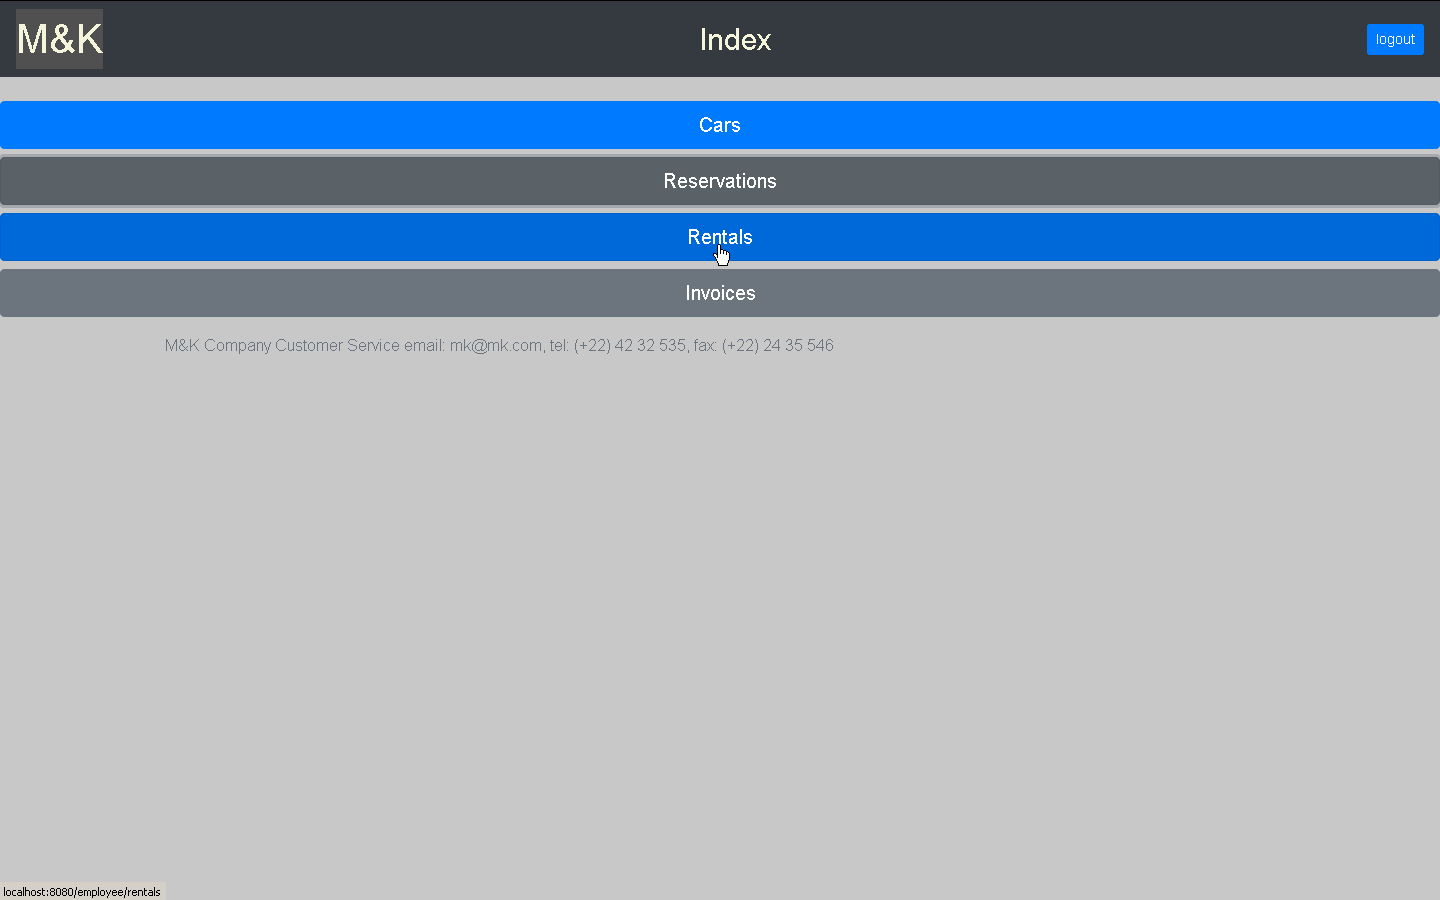 M&K
Index
logout
Cars
Reservations
Rentals
Invoices
M&K Company Customer Service email: mk@mk.com, tel: (+22) 42 32 535, fax: (+22) 24 35 546
localhost:8080/employee/rentals